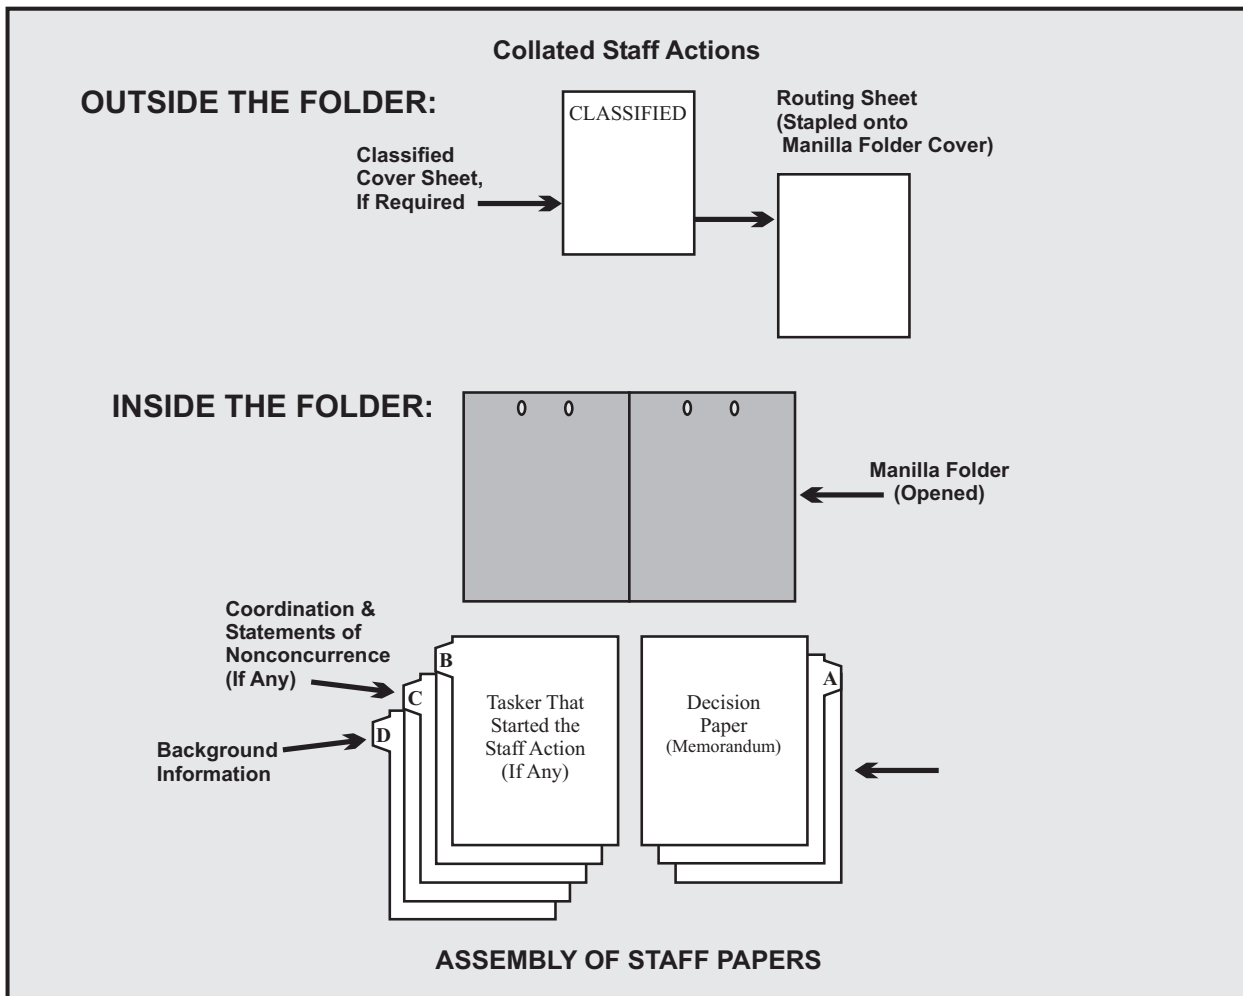 Collated Staff Actions
OUTSIDE THE FOLDER:
CLASSIFIED
Classified
Cover Sheet,
If Required
Routing Sheet
(Stapled onto
Manilla Folder Cover)
INSIDE THE FOLDER:
Manilla Folder
(Opened)
Coordination &
Statements of
Nonconcurrence
(If Any)
Background
Information
B
C
D
Tasker That
Started the
Staff Action
(If Any)
Decision
Paper
(Memorandum)
A
ASSEMBLY OF STAFF PAPERS